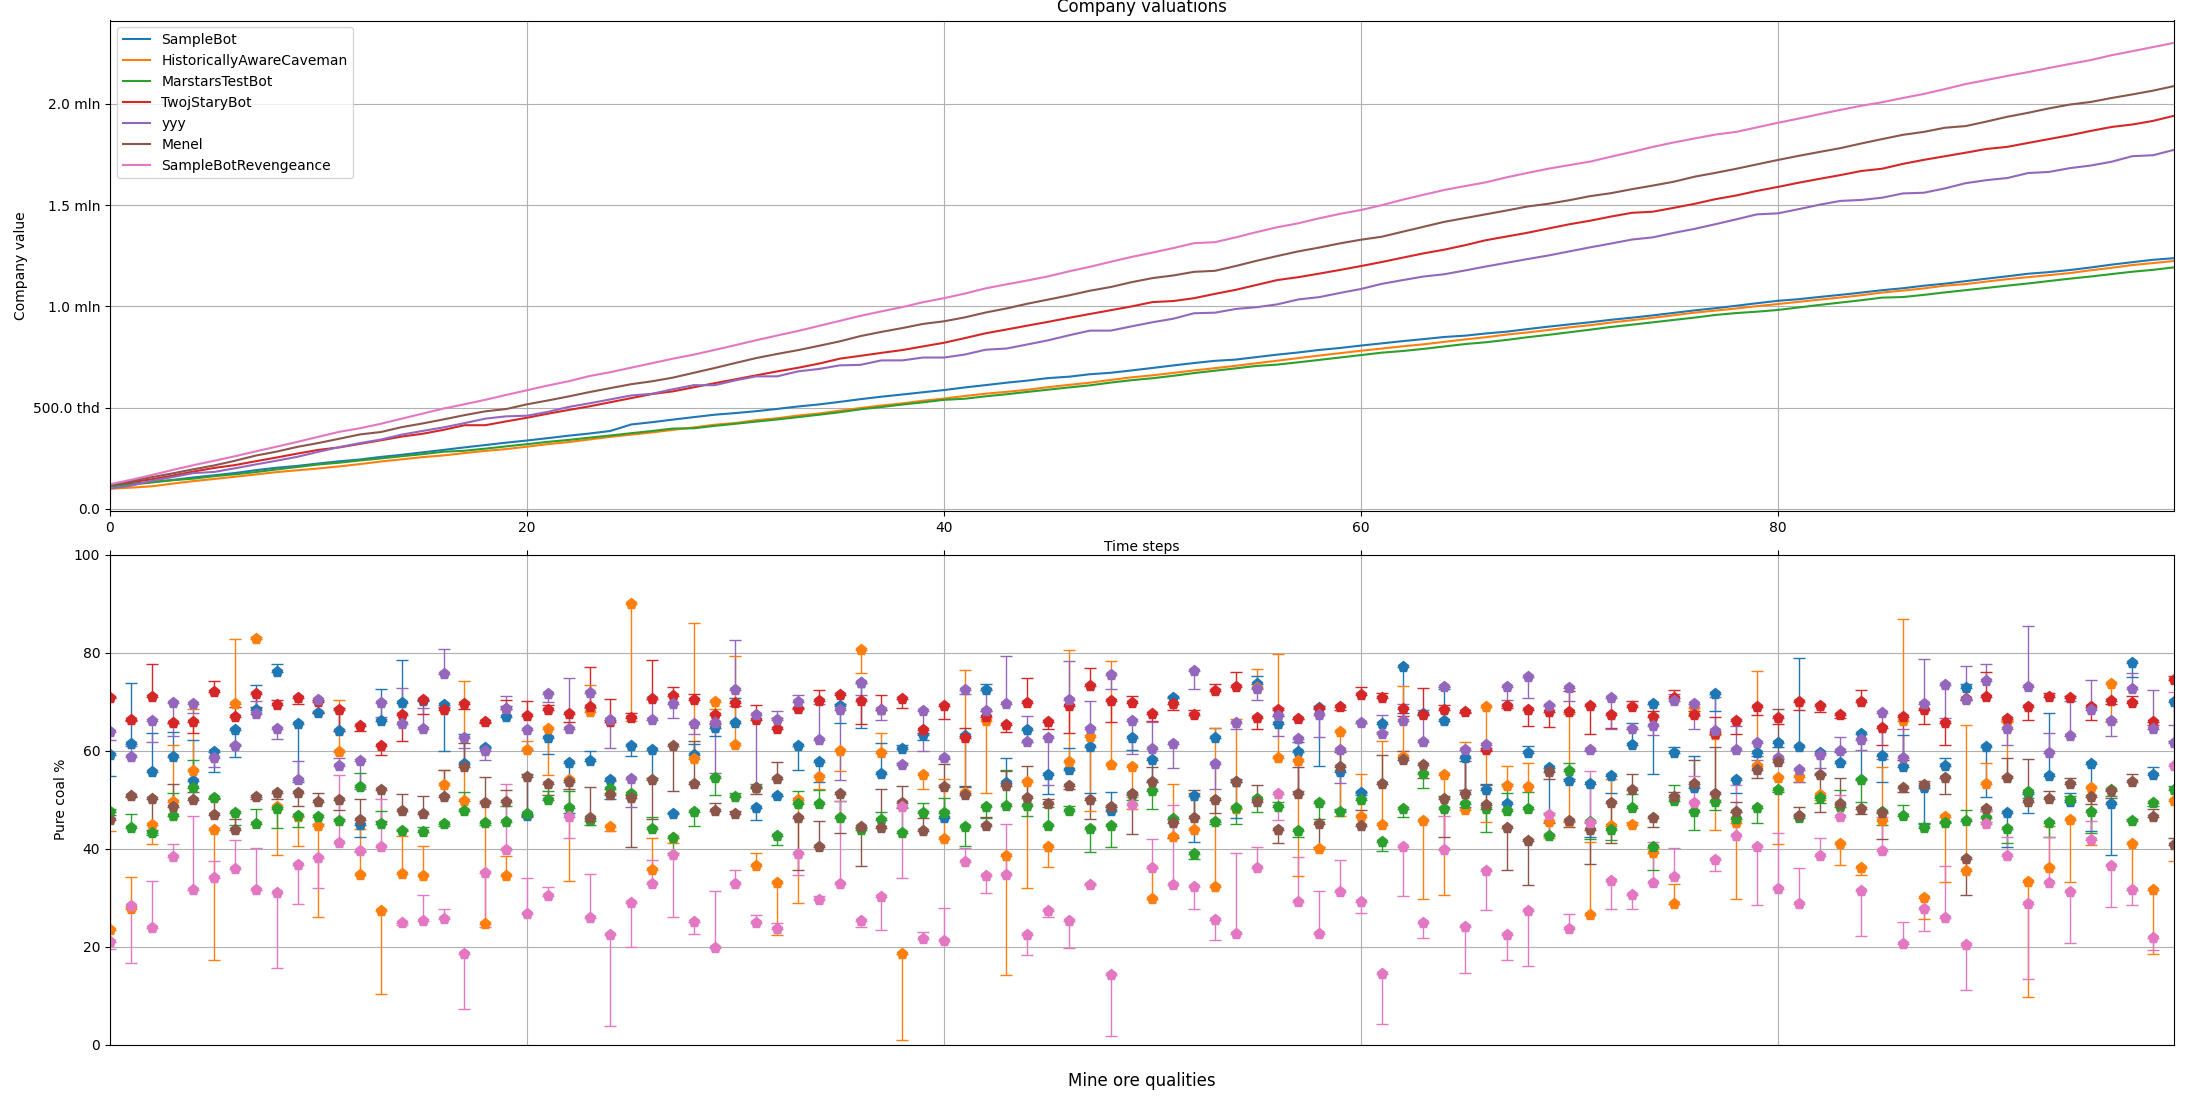 Company valuations
SampleBot
HistoricallyAwareCaveman
MarstarsTestBot
TwojStaryBot
yyy
Menel
SampleBotRevengeance
Company value
2.0 mln
1.5 mln
1.0 mln
500.0 thd
0.0
0 20 40 60 80
Time steps
Pure coal %
100
80
60
40
20
0
Mine ore qualities